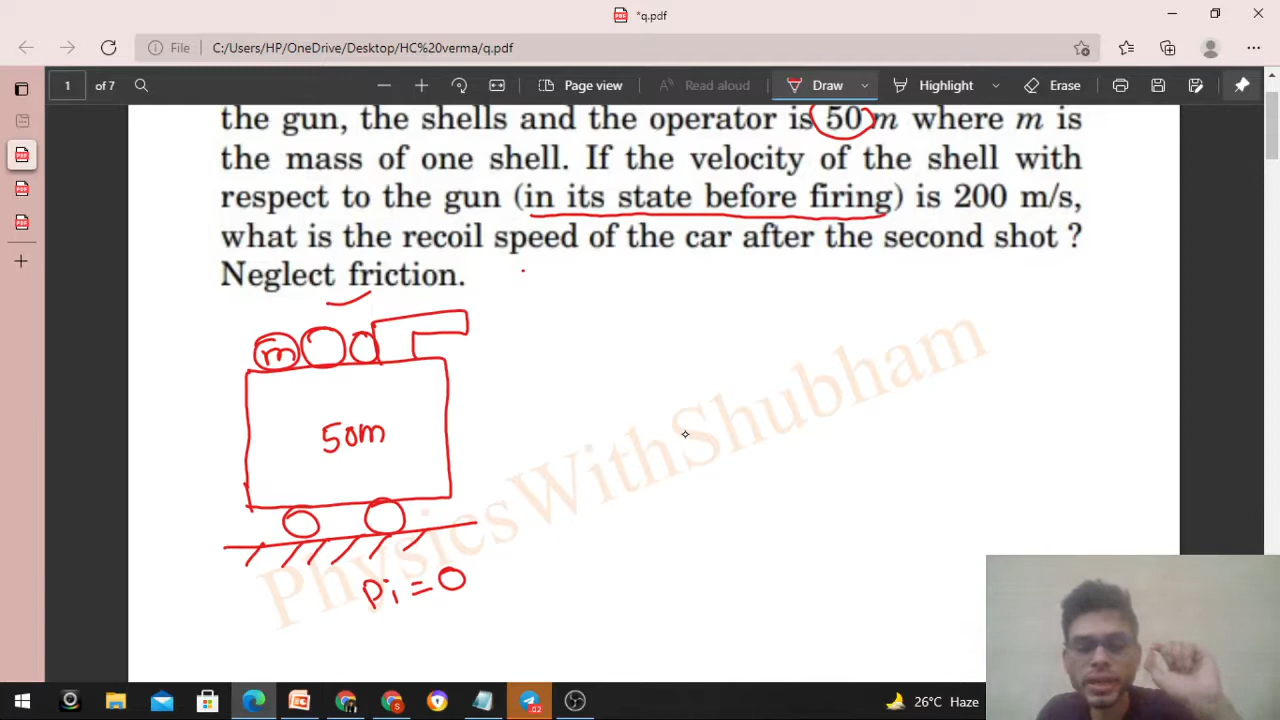 *q.pdf
File C:/Users/HP/OneDrive/Desktop/HC%20verma/q.pdf
1 of 7 Page view Read aloud Draw Highlight Erase
the gun, the shells and the operator is 50 m where m is
the mass of one shell. If the velocity of the shell with
respect to the gun (in its state before firing) is 200 m/s,
what is the recoil speed of the car after the second shot ?
Neglect friction.
m
50m
Pi = 0
PhysicsWithShubham
26°C Haze